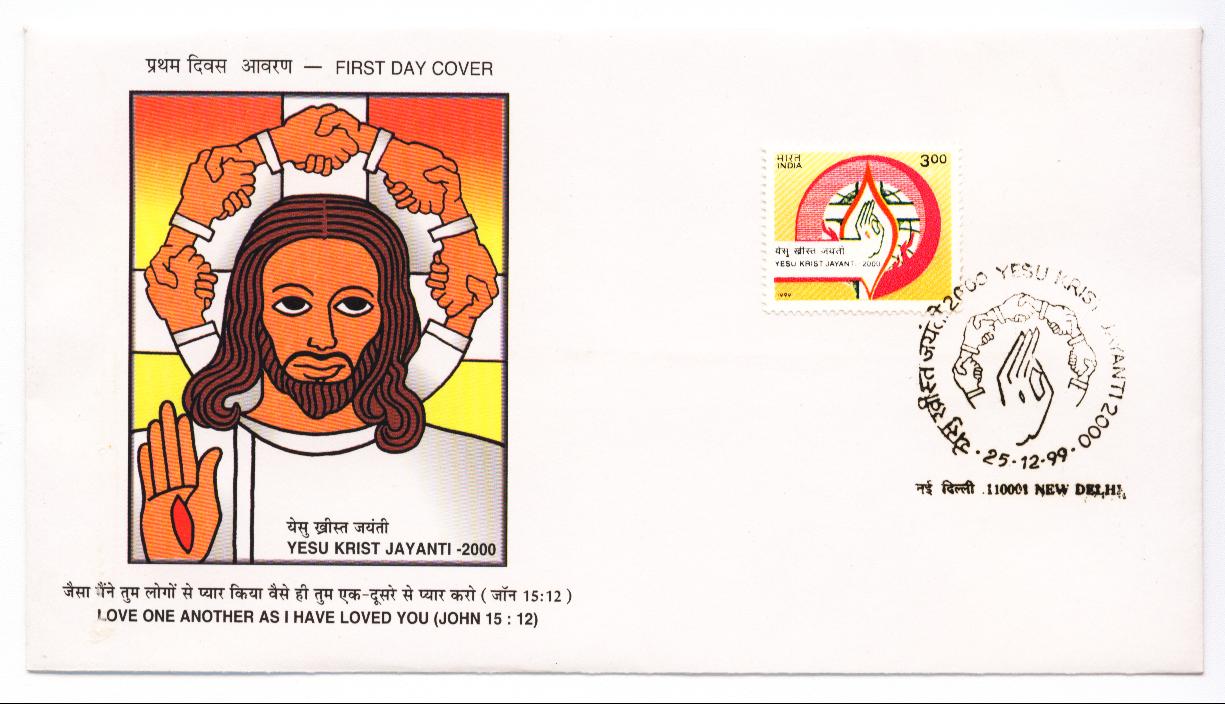 प्रथम दिवस आवरण — FIRST DAY COVER
येसु ख्रीस्त जयंती
YESU KRIST JAYANTI -2000
जैसा मैंने तुम लोगों से प्यार किया वैसे ही तुम एक-दूसरे से प्यार करो ( जॉन 15:12 )
LOVE ONE ANOTHER AS I HAVE LOVED YOU (JOHN 15 : 12)
भारत 3.00
INDIA
येसु ख्रीस्त जयंती
YESU KRIST JAYANTI - 2000
1999
येसु ख्रीस्त जयंती 2000 YESU KRIST JAYANTI 2000
25-12-99
नई दिल्ली 110001 NEW DELHI